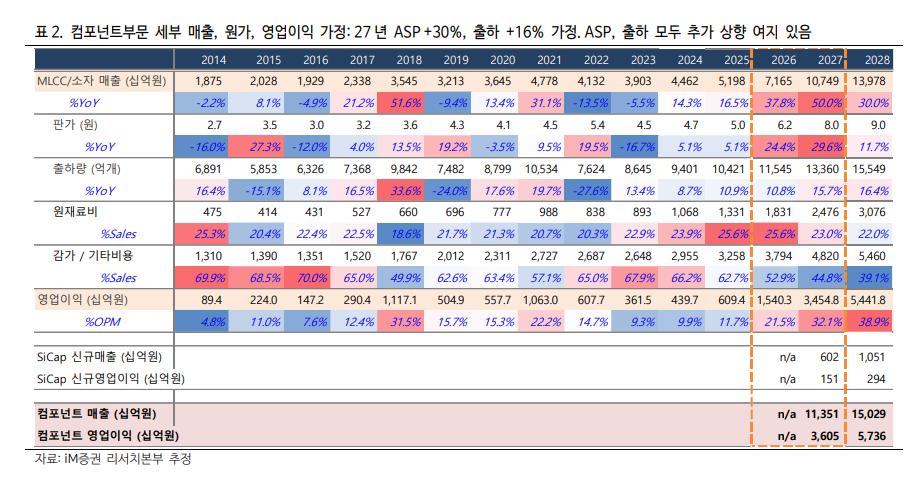 표 2. 컴포넌트부문 세부 매출, 원가, 영업이익 가정: 27년 ASP +30%, 출하 +16% 가정. ASP, 출하 모두 추가 상향 여지 있음
2014 2015 2016 2017 2018 2019 2020 2021 2022 2023 2024 2025 2026 2027 2028
MLCC/소자 매출 (십억원) 1,875 2,028 1,929 2,338 3,545 3,213 3,645 4,778 4,132 3,903 4,462 5,198 7,165 10,749 13,978
%YoY -2.2% 8.1% -4.9% 21.2% 51.6% -9.4% 13.4% 31.1% -13.5% -5.5% 14.3% 16.5% 37.8% 50.0% 30.0%
판가 (원) 2.7 3.5 3.0 3.2 3.6 4.3 4.1 4.5 5.4 4.5 4.7 5.0 6.2 8.0 9.0
%YoY -16.0% 27.3% -12.0% 4.0% 13.5% 19.2% -3.5% 9.5% 19.5% -16.7% 5.1% 5.1% 24.4% 29.6% 11.7%
출하량 (억개) 6,891 5,853 6,326 7,368 9,842 7,482 8,799 10,534 7,624 8,645 9,401 10,421 11,545 13,360 15,549
%YoY 16.4% -15.1% 8.1% 16.5% 33.6% -24.0% 17.6% 19.7% -27.6% 13.4% 8.7% 10.9% 10.8% 15.7% 16.4%
원재료비 475 414 431 527 660 696 777 988 838 893 1,068 1,331 1,831 2,476 3,076
%Sales 25.3% 20.4% 22.4% 22.5% 18.6% 21.7% 21.3% 20.7% 20.3% 22.9% 23.9% 25.6% 25.6% 23.0% 22.0%
감가 / 기타비용 1,310 1,390 1,351 1,520 1,767 2,012 2,311 2,727 2,687 2,648 2,955 3,258 3,794 4,820 5,460
%Sales 69.9% 68.5% 70.0% 65.0% 49.9% 62.6% 63.4% 57.1% 65.0% 67.9% 66.2% 62.7% 52.9% 44.8% 39.1%
영업이익 (십억원) 89.4 224.0 147.2 290.4 1,117.1 504.9 557.7 1,063.0 607.7 361.5 439.7 609.4 1,540.3 3,454.8 5,441.8
%OPM 4.8% 11.0% 7.6% 12.4% 31.5% 15.7% 15.3% 22.2% 14.7% 9.3% 9.9% 11.7% 21.5% 32.1% 38.9%
SiCap 신규매출 (십억원) n/a 602 1,051
SiCap 신규영업이익 (십억원) n/a 151 294
컴포넌트 매출 (십억원) n/a 11,351 15,029
컴포넌트 영업이익 (십억원) n/a 3,605 5,736
자료: iM증권 리서치본부 추정